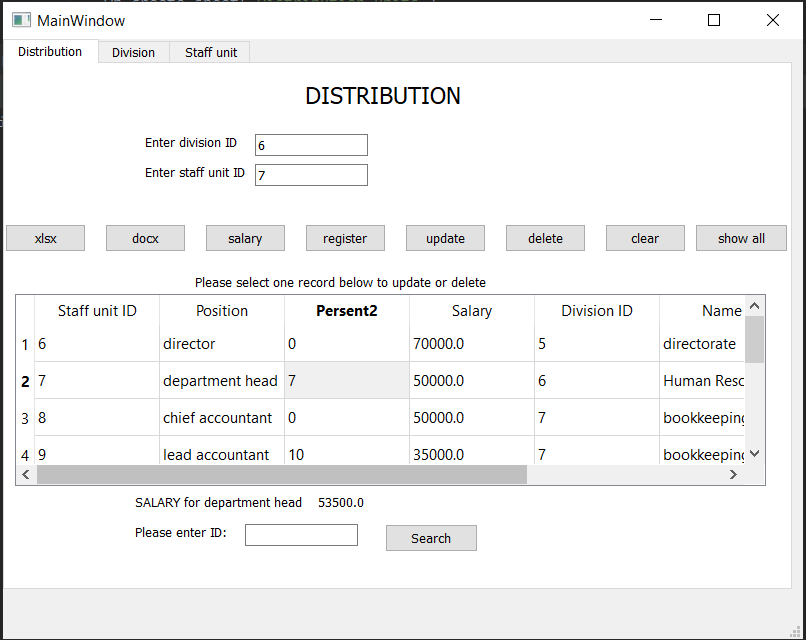 MainWindow
Distribution Division Staff unit
DISTRIBUTION
Enter division ID 6
Enter staff unit ID 7
xlsx docx salary register update delete clear show all
Please select one record below to update or delete
Staff unit ID Position Persent2 Salary Division ID Name
1 6 director 0 70000.0 5 directorate
2 7 department head 7 50000.0 6 Human Resc
3 8 chief accountant 0 50000.0 7 bookkeeping
4 9 lead accountant 10 35000.0 7 bookkeeping
SALARY for department head 53500.0
Please enter ID: Search